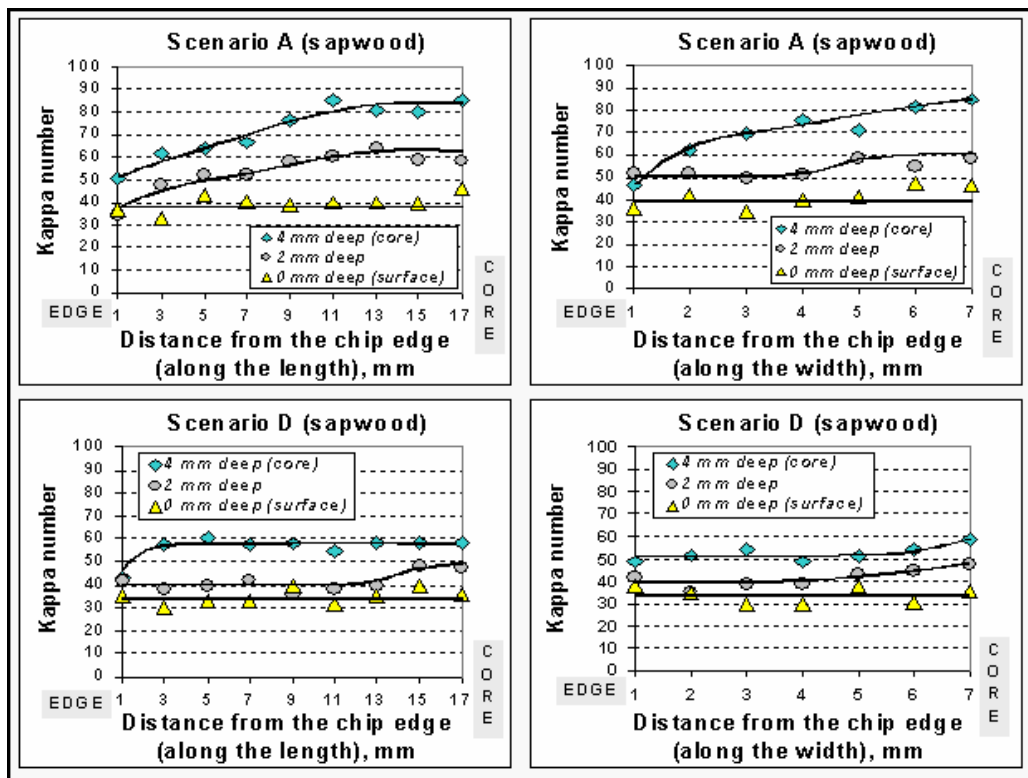 Scenario A (sapwood)
Kappa number
100
90
80
70
60
50
40
30
20
10
0
4 mm deep (core)
2 mm deep
0 mm deep (surface)
1 3 5 7 9 11 13 15 17
EDGE
C
O
R
E
Distance from the chip edge
(along the length), mm
Scenario A (sapwood)
Kappa number
100
90
80
70
60
50
40
30
20
10
0
4 mm deep (core)
2 mm deep
0 mm deep (surface)
1 2 3 4 5 6 7
EDGE
C
O
R
E
Distance from the chip edge
(along the width), mm
Scenario D (sapwood)
Kappa number
100
90
80
70
60
50
40
30
20
10
0
4 mm deep (core)
2 mm deep
0 mm deep (surface)
1 3 5 7 9 11 13 15 17
EDGE
C
O
R
E
Distance from the chip edge
(along the length), mm
Scenario D (sapwood)
Kappa number
100
90
80
70
60
50
40
30
20
10
0
4 mm deep (core)
2 mm deep
0 mm deep (surface)
1 2 3 4 5 6 7
EDGE
C
O
R
E
Distance from the chip edge
(along the width), mm